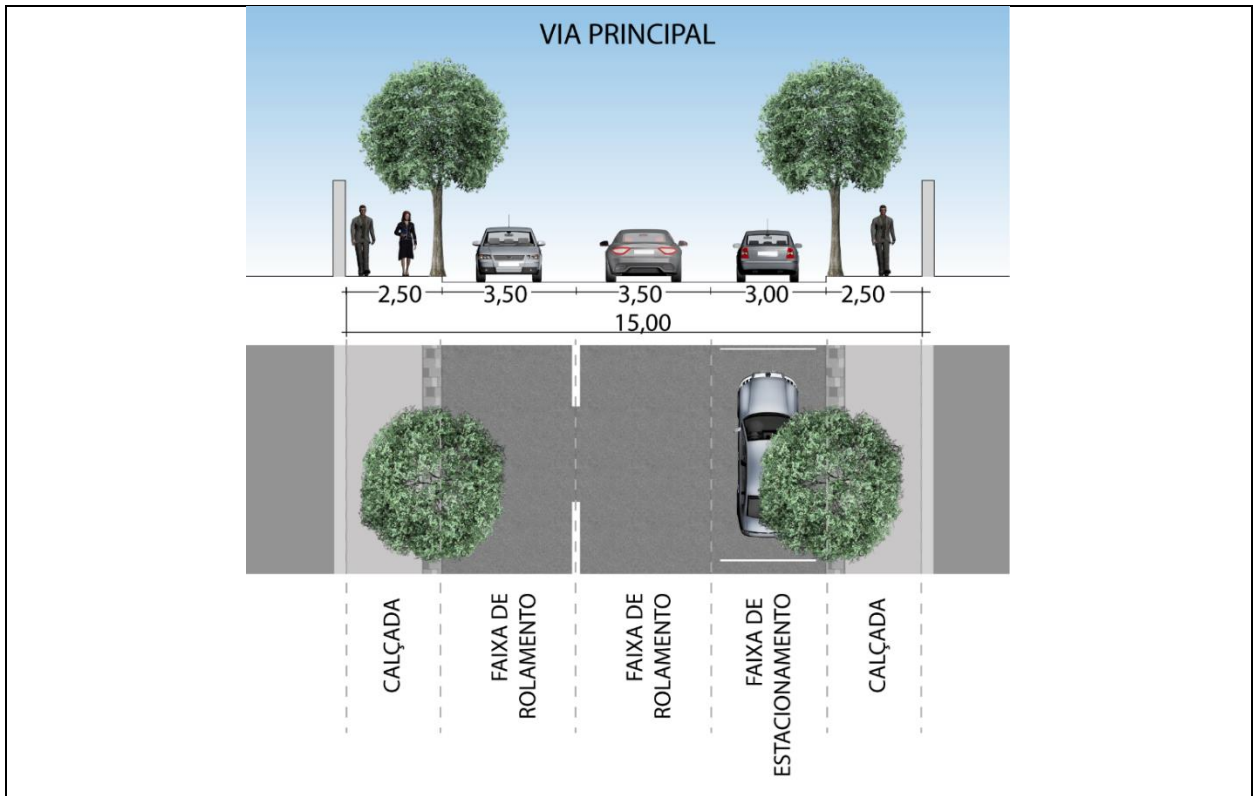 VIA PRINCIPAL
2,50
3,50
3,50
3,00
2,50
15,00
CALÇADA
FAIXA DE
ROLAMENTO
FAIXA DE
ROLAMENTO
FAIXA DE
ESTACIONAMENTO
CALÇADA